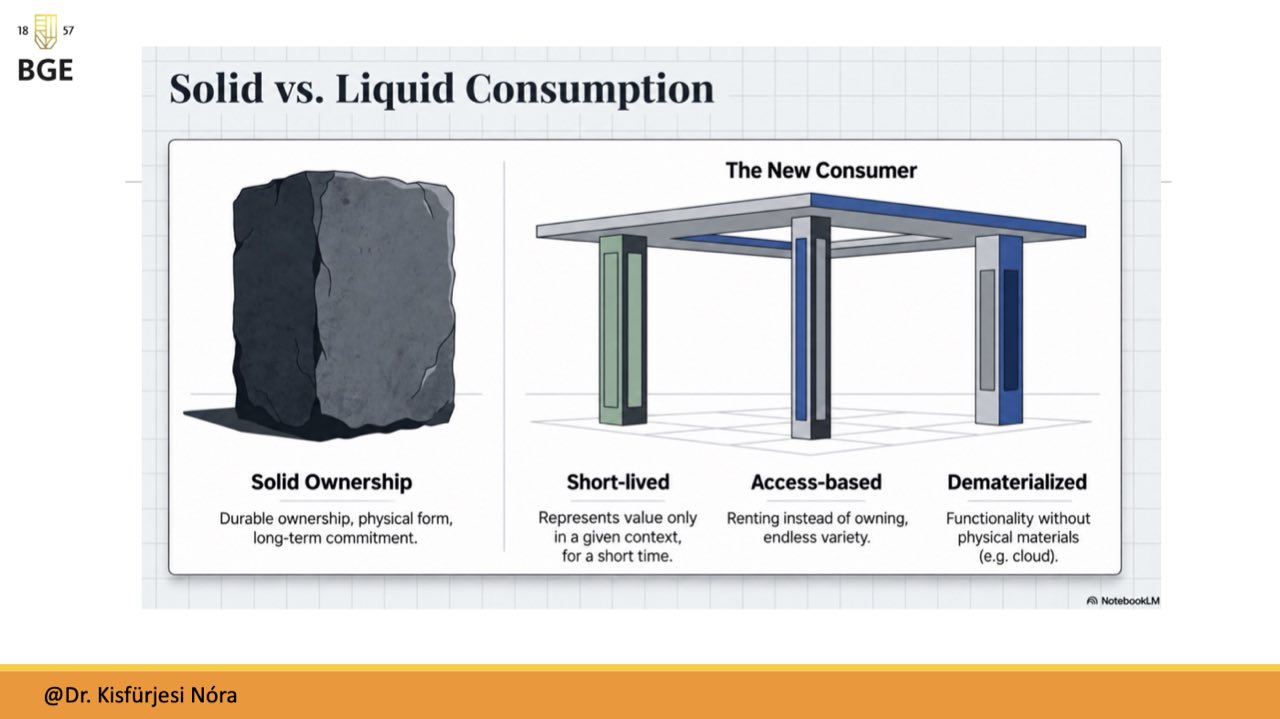 18 57
BGE
Solid vs. Liquid Consumption
The New Consumer
Solid Ownership
Durable ownership, physical form,
long-term commitment.
Short-lived
Represents value only
in a given context,
for a short time.
Access-based
Renting instead of owning,
endless variety.
Dematerialized
Functionality without
physical materials
(e.g. cloud).
NotebookLM
@Dr. Kisfürjesi Nóra